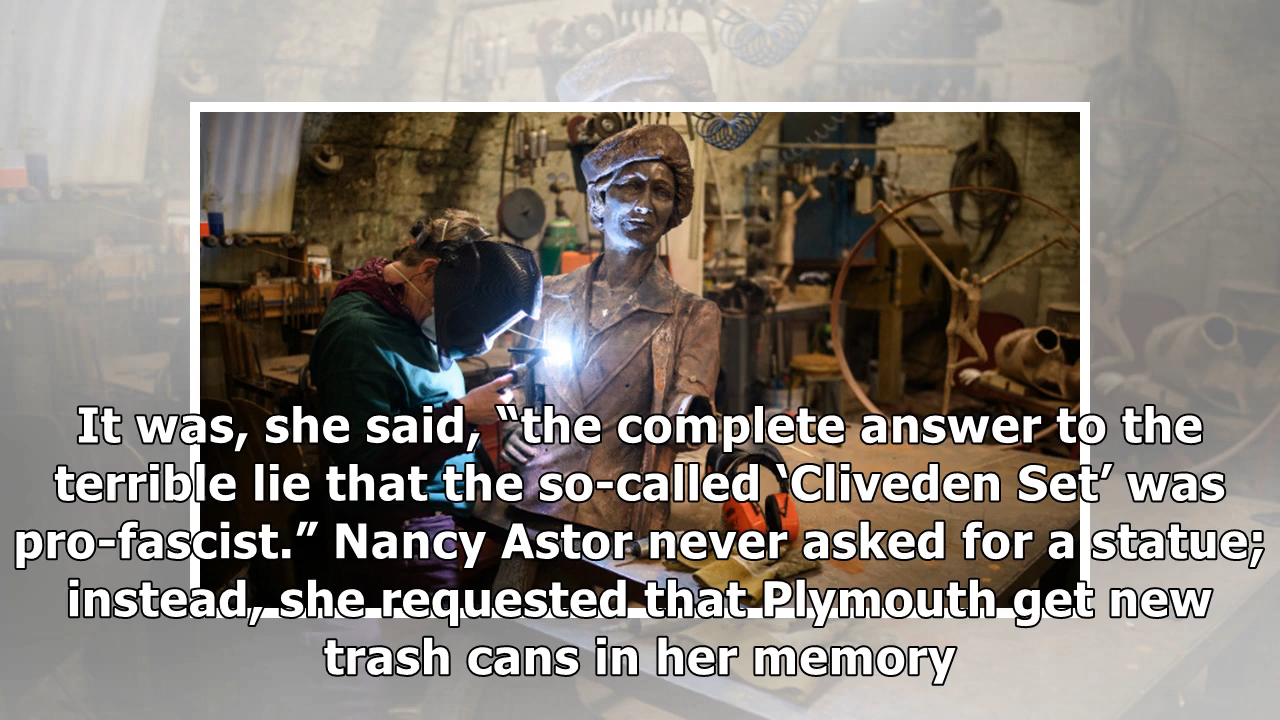 It was, she said, “the complete answer to the
terrible lie that the so-called ‘Cliveden Set’ was
pro-fascist.” Nancy Astor never asked for a statue;
instead, she requested that Plymouth get new
trash cans in her memory